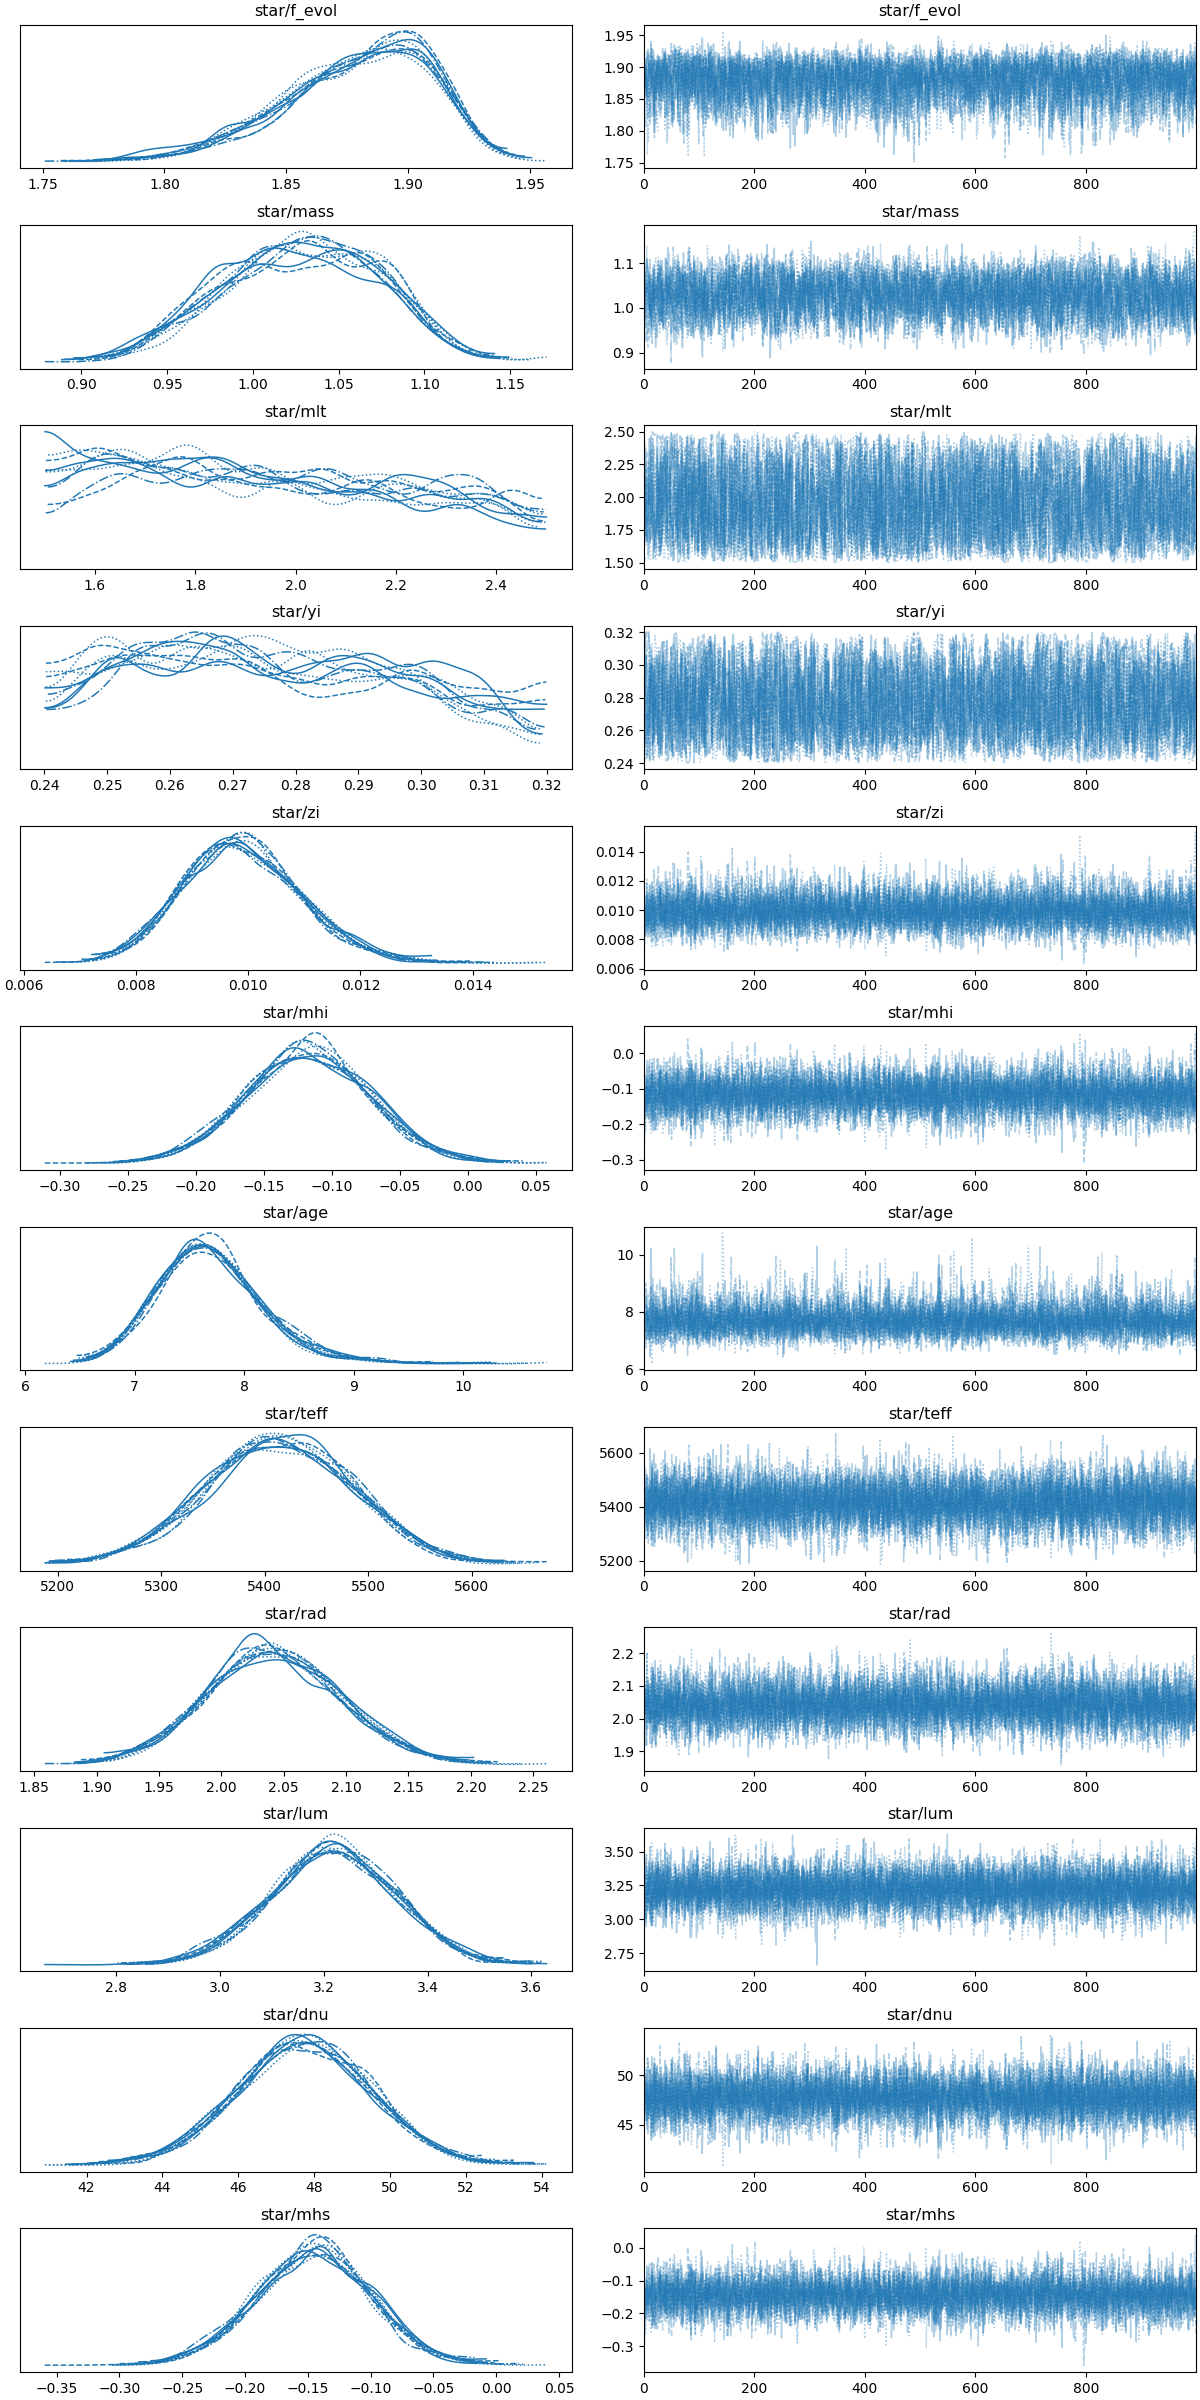 star/f_evol star/f_evol
1.95
1.90
1.85
1.80
1.75
1.75 1.80 1.85 1.90 1.95 0 200 400 600 800
star/mass star/mass
1.1
1.0
0.9
0.90 0.95 1.00 1.05 1.10 1.15 0 200 400 600 800
star/mlt star/mlt
2.50
2.25
2.00
1.75
1.50
1.6 1.8 2.0 2.2 2.4 0 200 400 600 800
star/yi star/yi
0.32
0.30
0.28
0.26
0.24
0.24 0.25 0.26 0.27 0.28 0.29 0.30 0.31 0.32 0 200 400 600 800
star/zi star/zi
0.014
0.012
0.010
0.008
0.006
0.006 0.008 0.010 0.012 0.014 0 200 400 600 800
star/mhi star/mhi
0.0
−0.1
−0.2
−0.3
−0.30 −0.25 −0.20 −0.15 −0.10 −0.05 0.00 0.05 0 200 400 600 800
star/age star/age
10
8
6
6 7 8 9 10 0 200 400 600 800
star/teff star/teff
5600
5400
5200
5200 5300 5400 5500 5600 0 200 400 600 800
star/rad star/rad
2.2
2.1
2.0
1.9
1.85 1.90 1.95 2.00 2.05 2.10 2.15 2.20 2.25 0 200 400 600 800
star/lum star/lum
3.50
3.25
3.00
2.75
2.8 3.0 3.2 3.4 3.6 0 200 400 600 800
star/dnu star/dnu
50
45
42 44 46 48 50 52 54 0 200 400 600 800
star/mhs star/mhs
0.0
−0.1
−0.2
−0.3
−0.35 −0.30 −0.25 −0.20 −0.15 −0.10 −0.05 0.00 0.05 0 200 400 600 800